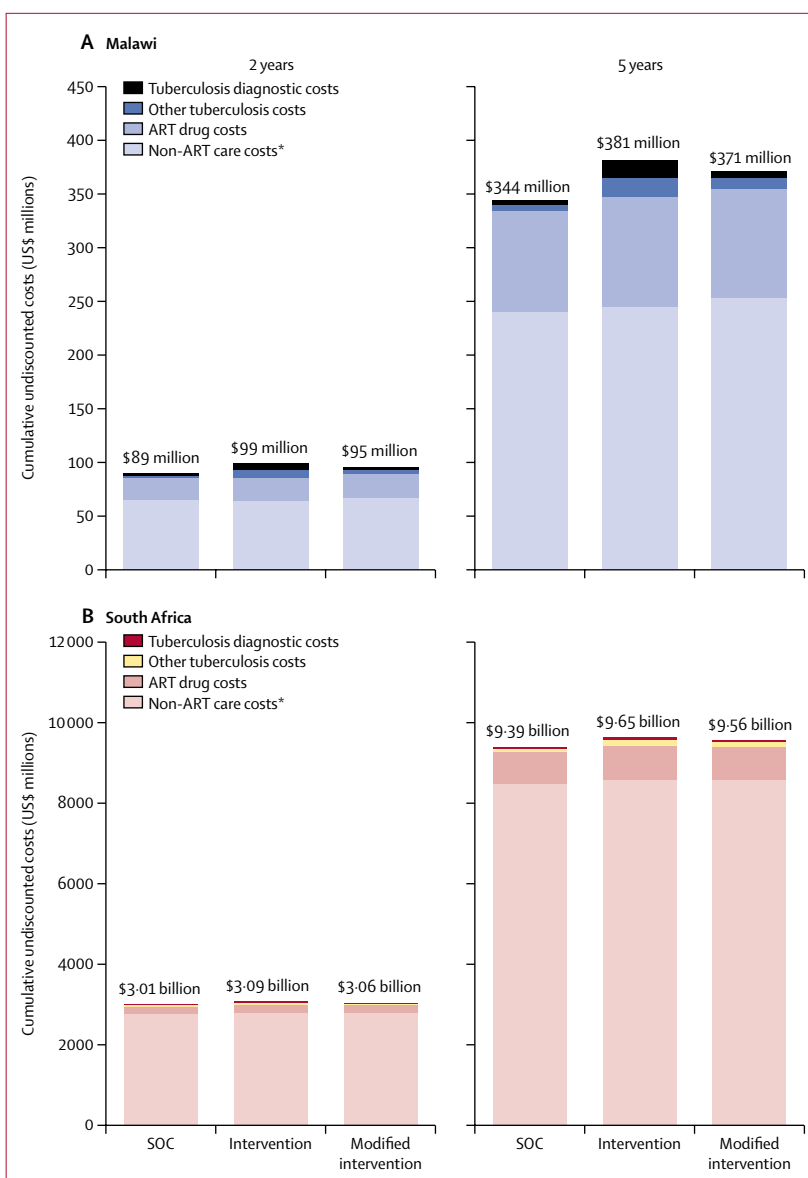 A Malawi
2 years
5 years
Cumulative undiscounted costs (US$ millions)
450
400
350
300
250
200
150
100
50
0
Tuberculosis diagnostic costs
Other tuberculosis costs
ART drug costs
Non-ART care costs*
$89 million
$99 million
$95 million
$344 million
$381 million
$371 million
B South Africa
Cumulative undiscounted costs (US$ millions)
12 000
10 000
8000
6000
4000
2000
0
Tuberculosis diagnostic costs
Other tuberculosis costs
ART drug costs
Non-ART care costs*
$3·01 billion
$3·09 billion
$3·06 billion
$9·39 billion
$9·65 billion
$9·56 billion
SOC
Intervention
Modified
intervention
SOC
Intervention
Modified
intervention